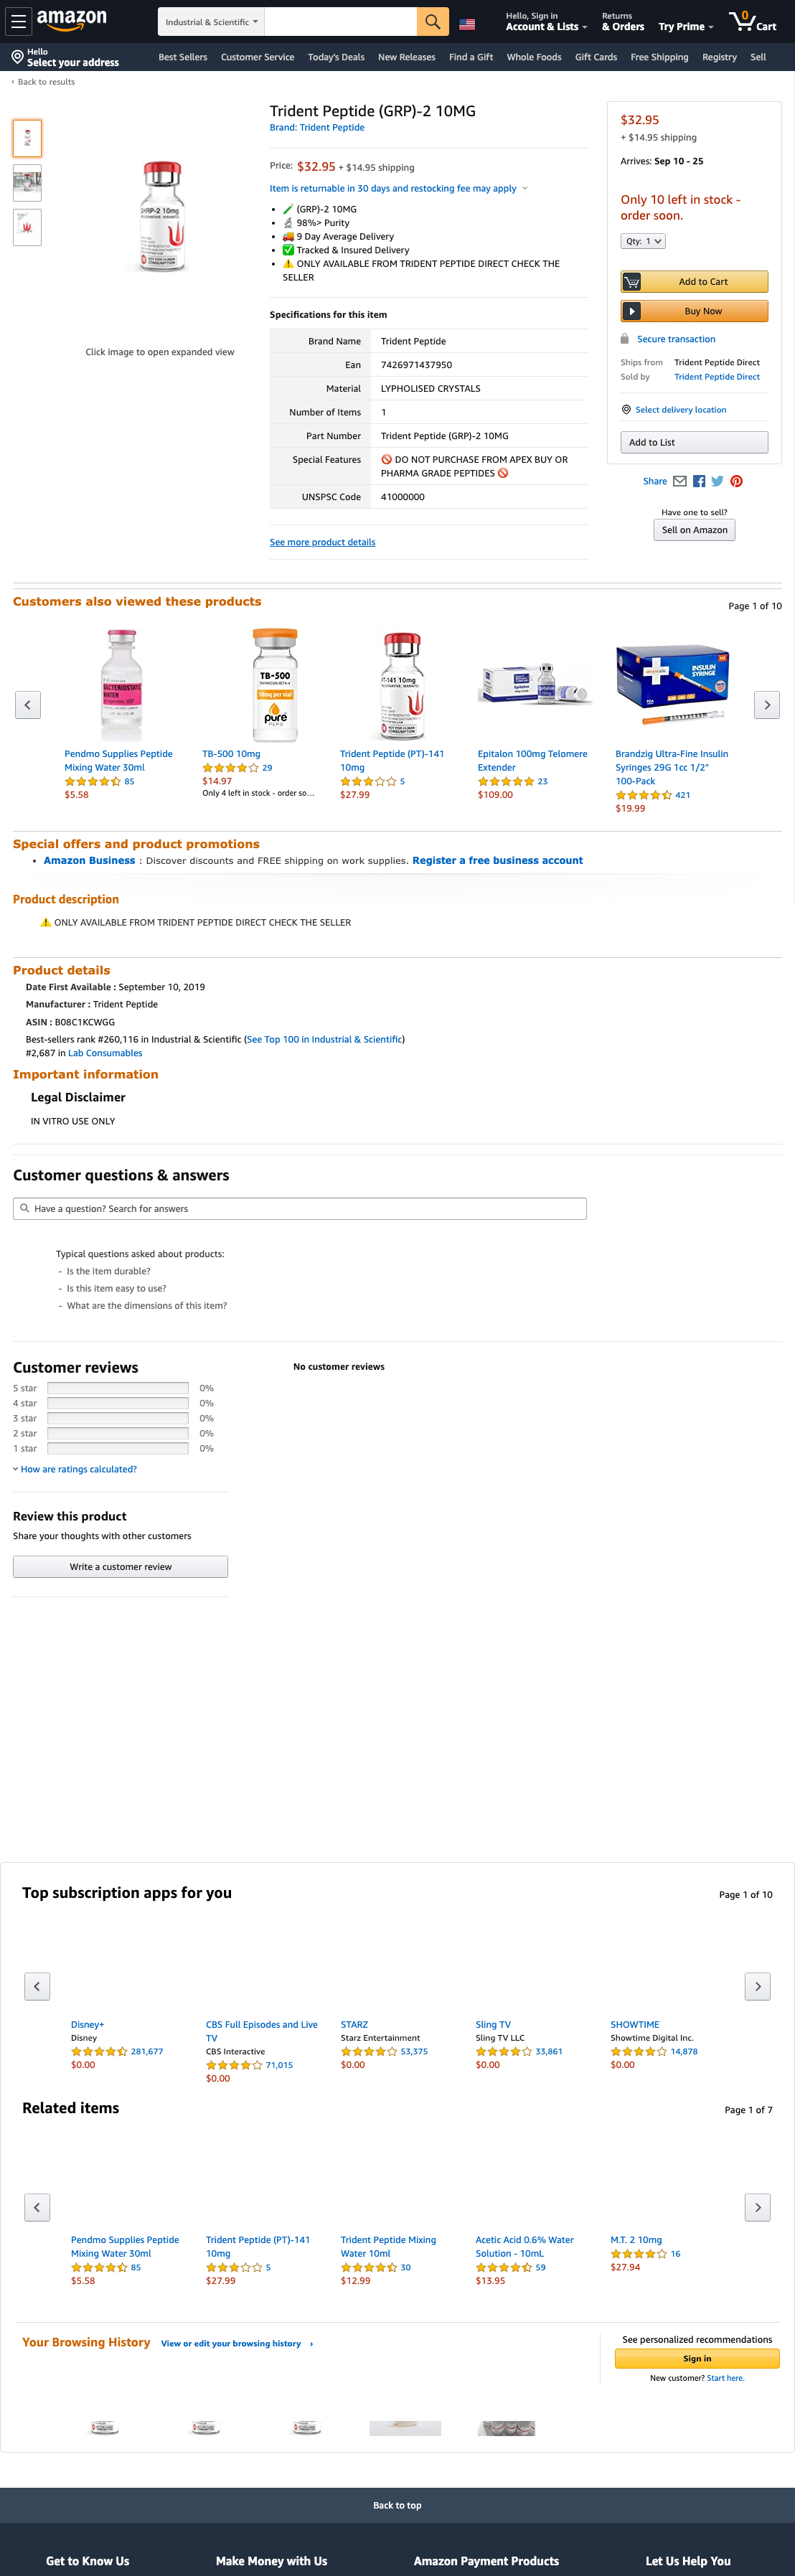 amazon
Industrial & Scientific
Hello, Sign in
Account & Lists
Returns
& Orders
Try Prime
0
Cart
Hello
Select your address
Best Sellers
Customer Service
Today's Deals
New Releases
Find a Gift
Whole Foods
Gift Cards
Free Shipping
Registry
Sell
‹ Back to results
Trident Peptide (GRP)-2 10MG
Brand: Trident Peptide
Price: $32.95 + $14.95 shipping
Item is returnable in 30 days and restocking fee may apply
• 🧪 (GRP)-2 10MG
• 🔬 98%> Purity
• 🚚 9 Day Average Delivery
• ✅ Tracked & Insured Delivery
• ⚠️ ONLY AVAILABLE FROM TRIDENT PEPTIDE DIRECT CHECK THE
SELLER
GHRP-2 10mg
NOT FOR HUMAN
CONSUMPTION
Click image to open expanded view
Specifications for this item
Brand Name Trident Peptide
Ean 7426971437950
Material LYPHOLISED CRYSTALS
Number of Items 1
Part Number Trident Peptide (GRP)-2 10MG
Special Features 🚫 DO NOT PURCHASE FROM APEX BUY OR
PHARMA GRADE PEPTIDES 🚫
UNSPSC Code 41000000
See more product details
$32.95
+ $14.95 shipping
Arrives: Sep 10 - 25
Only 10 left in stock -
order soon.
Qty: 1
Add to Cart
Buy Now
Secure transaction
Ships from Trident Peptide Direct
Sold by Trident Peptide Direct
Select delivery location
Add to List
Share
Have one to sell?
Sell on Amazon
Customers also viewed these products
Page 1 of 10
BACTERIOSTATIC
WATER
TB-500
10mg per vial
pure
PEPS
PT-141 10mg
NOT FOR HUMAN
CONSUMPTION
Epitalon
INSULIN
SYRINGE
Pendmo Supplies Peptide
Mixing Water 30ml
85
$5.58
TB-500 10mg
29
$14.97
Only 4 left in stock - order so...
Trident Peptide (PT)-141
10mg
5
$27.99
Epitalon 100mg Telomere
Extender
23
$109.00
Brandzig Ultra-Fine Insulin
Syringes 29G 1cc 1/2"
100-Pack
421
$19.99
Special offers and product promotions
• Amazon Business : Discover discounts and FREE shipping on work supplies. Register a free business account
Product description
⚠️ ONLY AVAILABLE FROM TRIDENT PEPTIDE DIRECT CHECK THE SELLER
Product details
Date First Available : September 10, 2019
Manufacturer : Trident Peptide
ASIN : B08C1KCWGG
Best-sellers rank #260,116 in Industrial & Scientific (See Top 100 in Industrial & Scientific)
#2,687 in Lab Consumables
Important information
Legal Disclaimer
IN VITRO USE ONLY
Customer questions & answers
Have a question? Search for answers
Typical questions asked about products:
- Is the item durable?
- Is this item easy to use?
- What are the dimensions of this item?
Customer reviews
5 star 0%
4 star 0%
3 star 0%
2 star 0%
1 star 0%
How are ratings calculated?
No customer reviews
Review this product
Share your thoughts with other customers
Write a customer review
Top subscription apps for you
Page 1 of 10
Disney+
Disney
281,677
$0.00
CBS Full Episodes and Live
TV
CBS Interactive
71,015
$0.00
STARZ
Starz Entertainment
53,375
$0.00
Sling TV
Sling TV LLC
33,861
$0.00
SHOWTIME
Showtime Digital Inc.
14,878
$0.00
Related items
Page 1 of 7
Pendmo Supplies Peptide
Mixing Water 30ml
85
$5.58
Trident Peptide (PT)-141
10mg
5
$27.99
Trident Peptide Mixing
Water 10ml
30
$12.99
Acetic Acid 0.6% Water
Solution - 10mL
59
$13.95
M.T. 2 10mg
16
$27.94
Your Browsing History
View or edit your browsing history ›
See personalized recommendations
Sign in
New customer? Start here.
Back to top
Get to Know Us
Make Money with Us
Amazon Payment Products
Let Us Help You